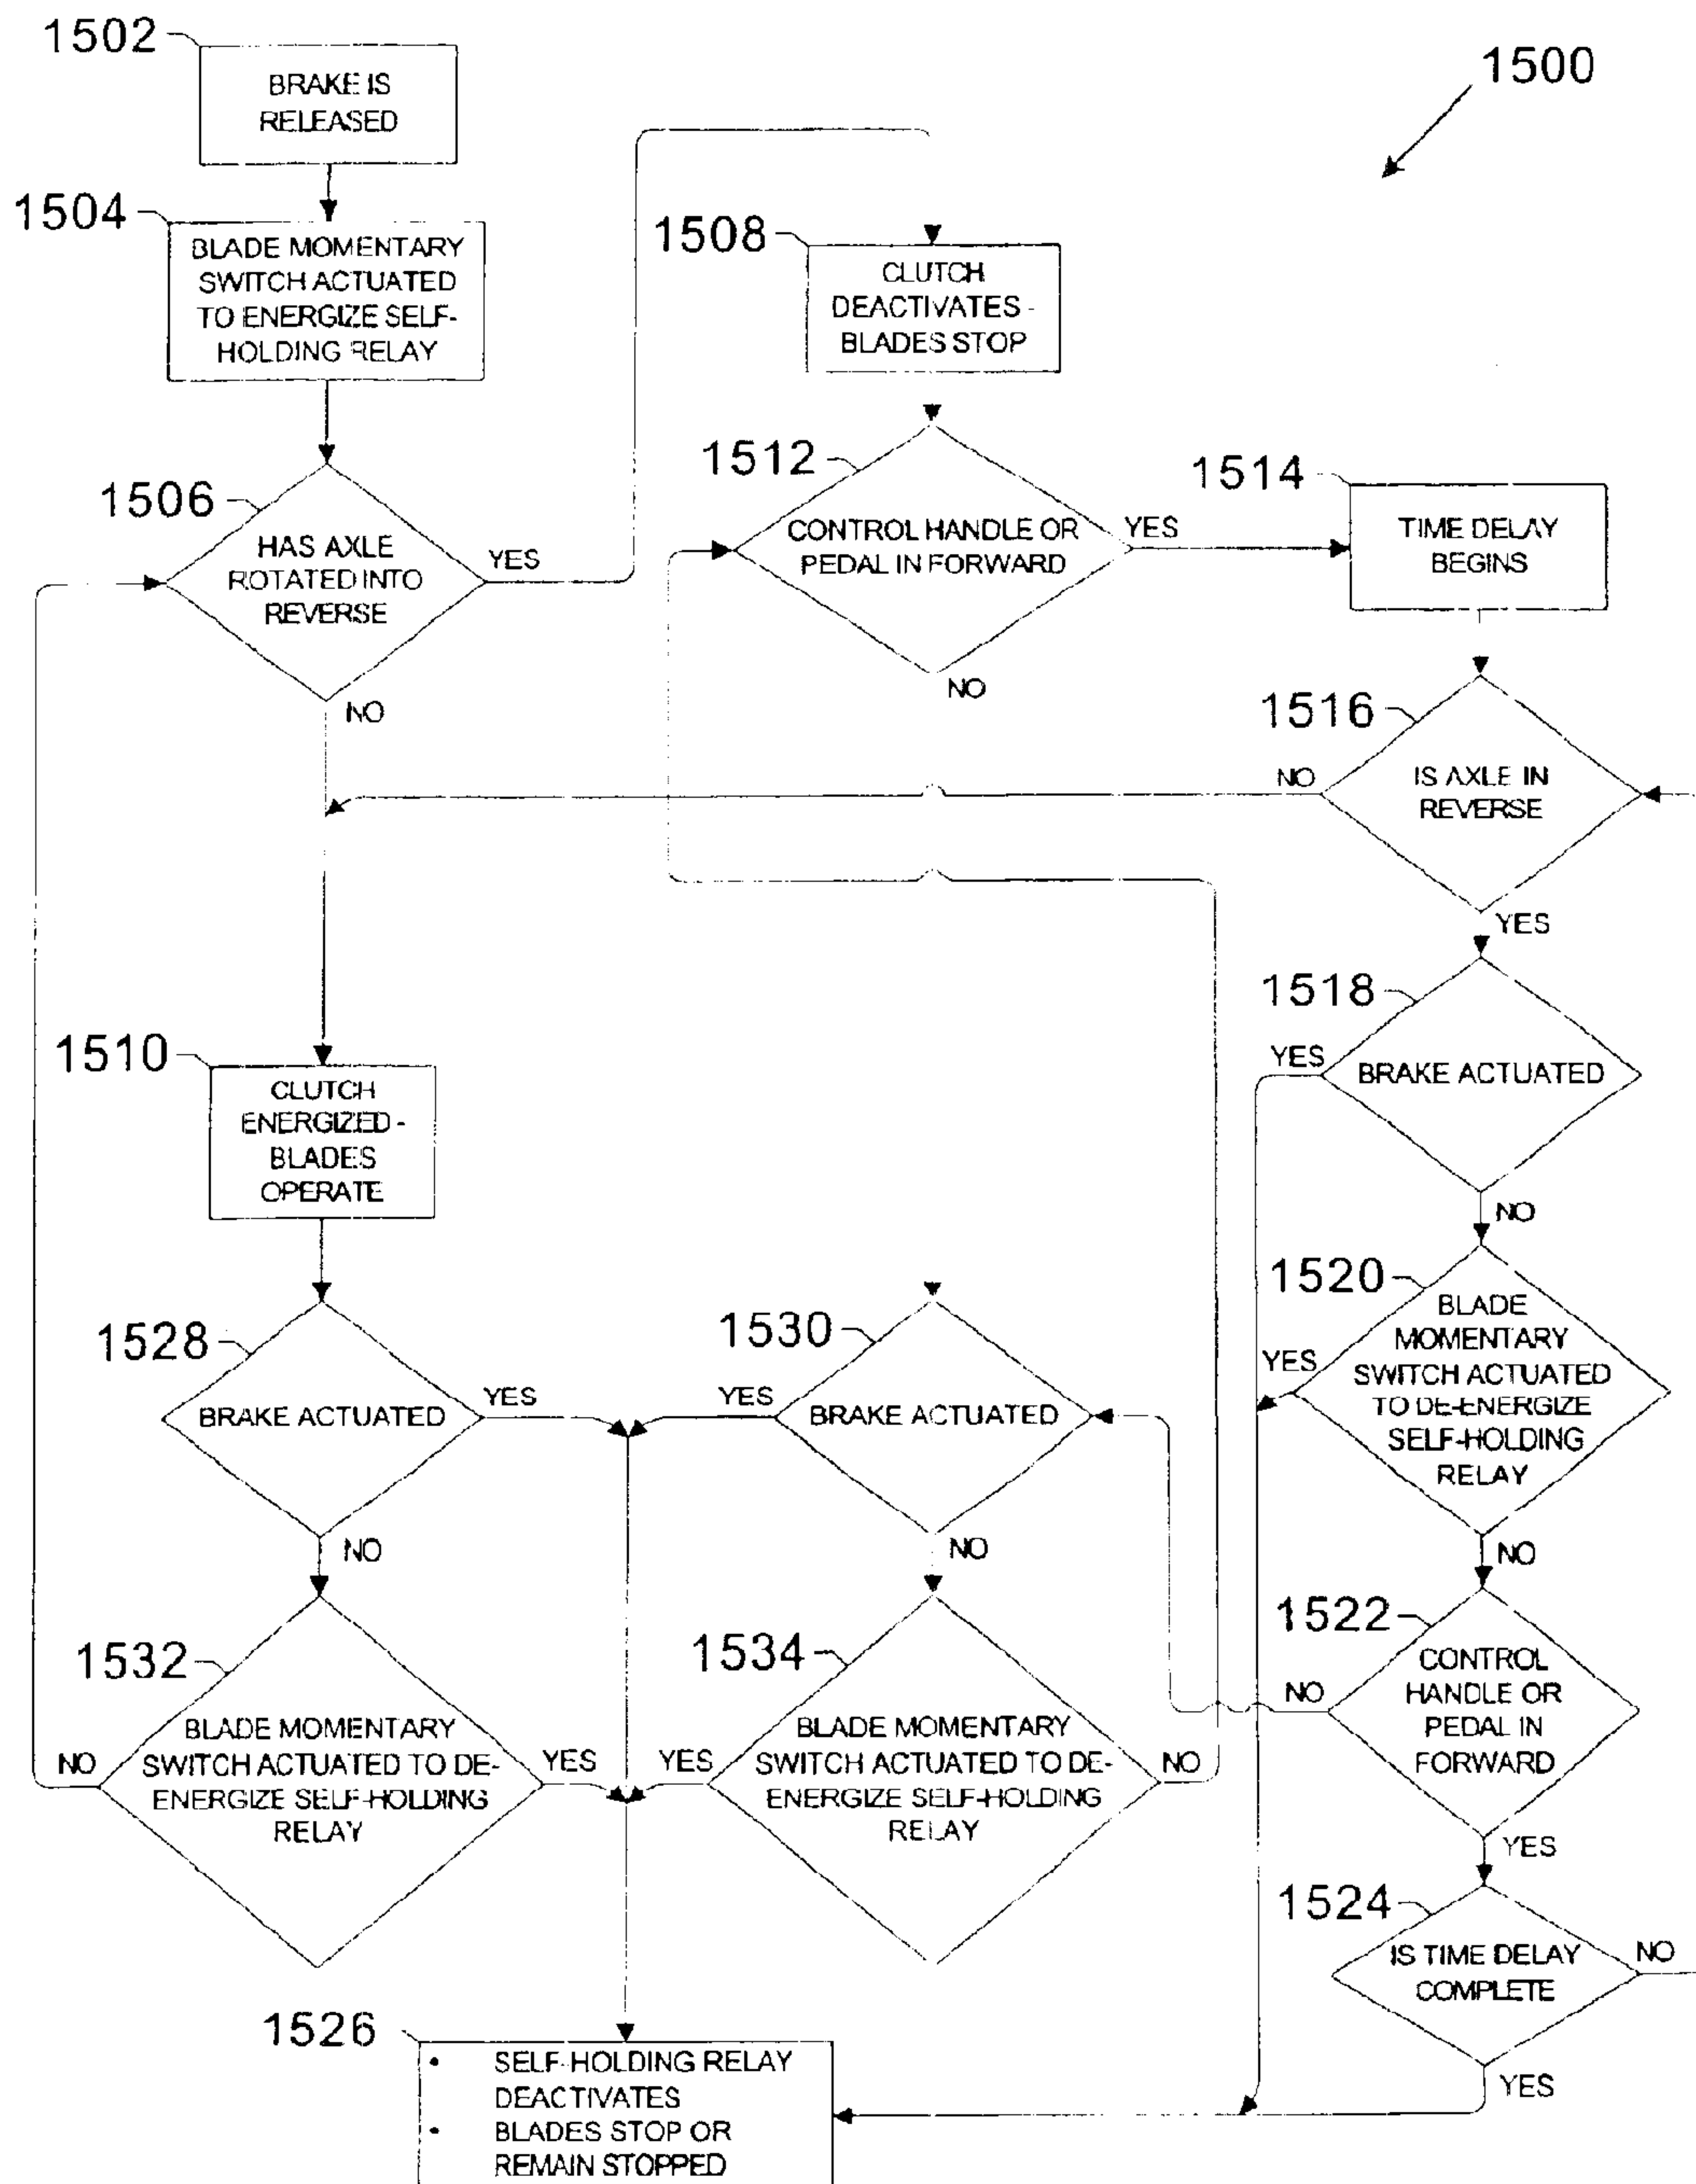 1502
BRAKE IS
RELEASED
1500
1504
BLADE MOMENTARY
SWITCH ACTUATED
TO ENERGIZE SELF-
HOLDING RELAY
1508
CLUTCH
DEACTIVATES -
BLADES STOP
1506
HAS AXLE
ROTATED INTO
REVERSE
YES
NO
1512
CONTROL HANDLE OR
PEDAL IN FORWARD
YES
NO
1514
TIME DELAY
BEGINS
1516
IS AXLE IN
REVERSE
NO
YES
1518
BRAKE ACTUATED
YES
NO
1510
CLUTCH
ENERGIZED -
BLADES
OPERATE
1520
BLADE
MOMENTARY
SWITCH ACTUATED
TO DE-ENERGIZE
SELF-HOLDING
RELAY
YES
NO
1528
BRAKE ACTUATED
YES
NO
1530
BRAKE ACTUATED
YES
NO
1522
CONTROL
HANDLE OR
PEDAL IN
FORWARD
NO
YES
1532
BLADE MOMENTARY
SWITCH ACTUATED TO DE-
ENERGIZE SELF-HOLDING
RELAY
NO
YES
1534
BLADE MOMENTARY
SWITCH ACTUATED TO DE-
ENERGIZE SELF-HOLDING
RELAY
YES
NO
1524
IS TIME DELAY
COMPLETE
NO
YES
1526
• SELF-HOLDING RELAY
DEACTIVATES
• BLADES STOP OR
REMAIN STOPPED